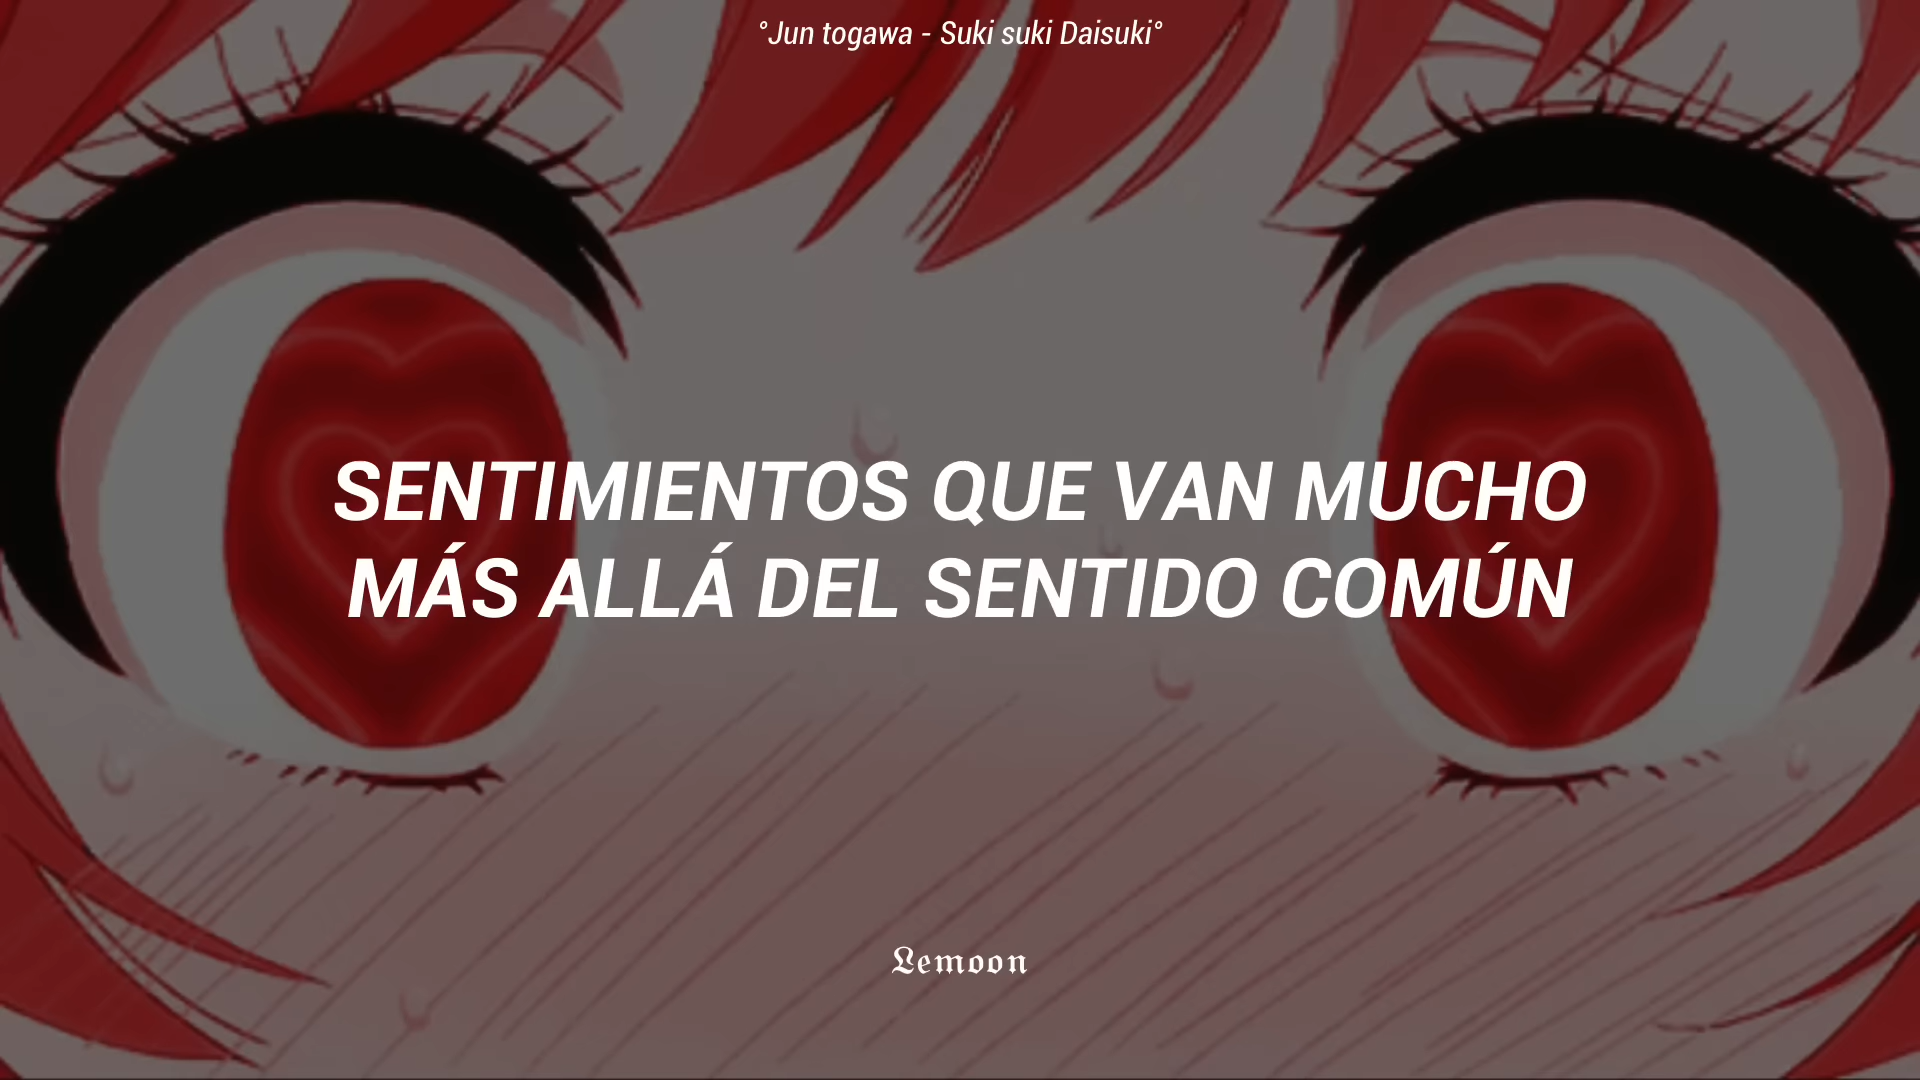 °Jun togawa - Suki suki Daisuki°
SENTIMIENTOS QUE VAN MUCHO
MÁS ALLÁ DEL SENTIDO COMÚN
Lemoon